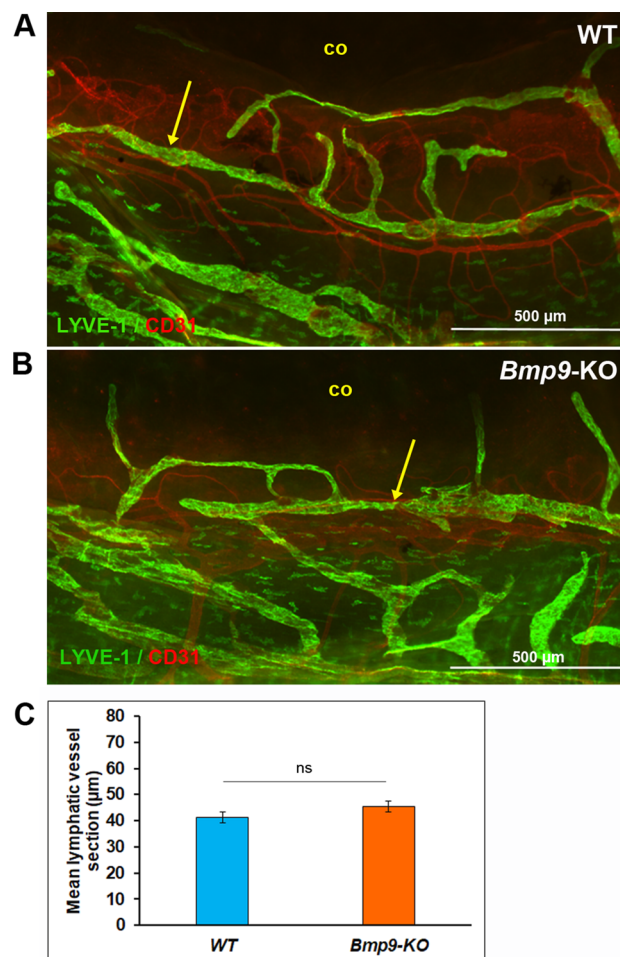 A
co
WT
LYVE-1 / CD31
500 µm
B
co
Bmp9-KO
LYVE-1 / CD31
500 µm
C
Mean lymphatic vessel
section (µm)
80
70
60
50
40
30
20
10
0
ns
WT
Bmp9-KO